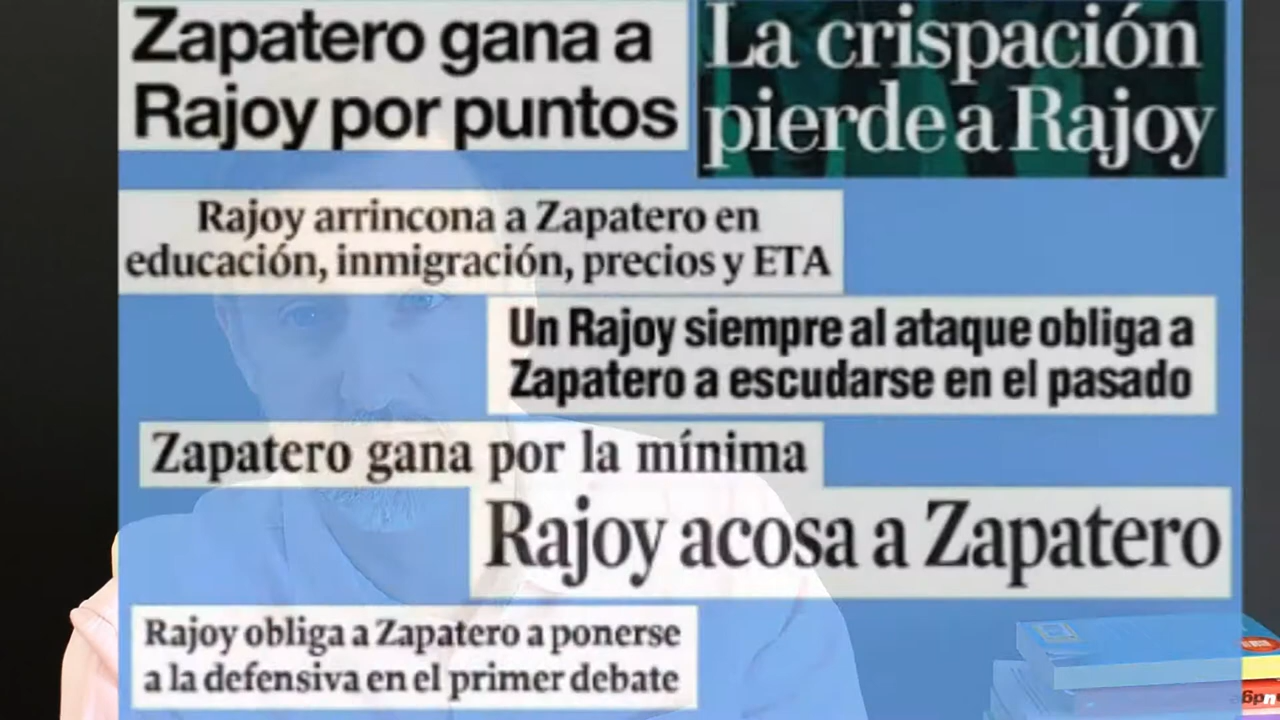 Zapatero gana a
Rajoy por puntos
La crispación
pierde a Rajoy
Rajoy arrincona a Zapatero en
educación, inmigración, precios y ETA
Un Rajoy siempre al ataque obliga a
Zapatero a escudarse en el pasado
Zapatero gana por la mínima
Rajoy acosa a Zapatero
Rajoy obliga a Zapatero a ponerse
a la defensiva en el primer debate